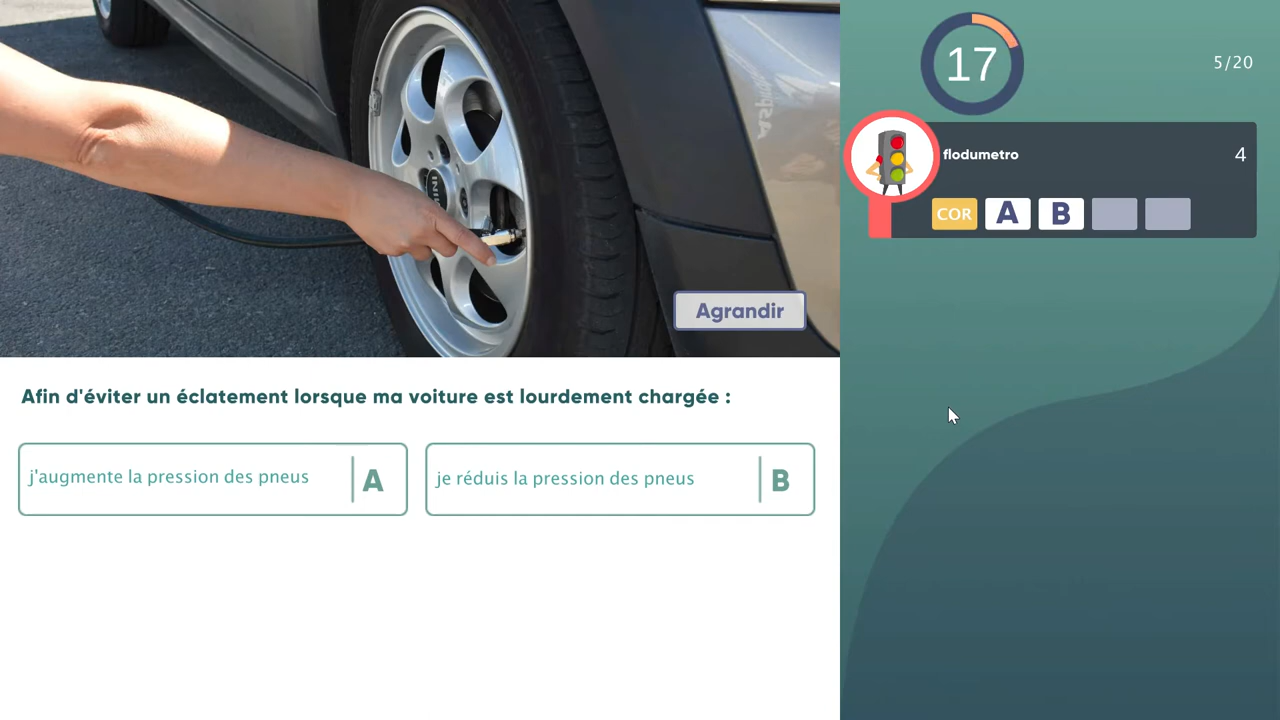 17
5/20
flodumetro
4
COR
A
B
MINI
Agrandir
Afin d'éviter un éclatement lorsque ma voiture est lourdement chargée :
j'augmente la pression des pneus
A
je réduis la pression des pneus
B